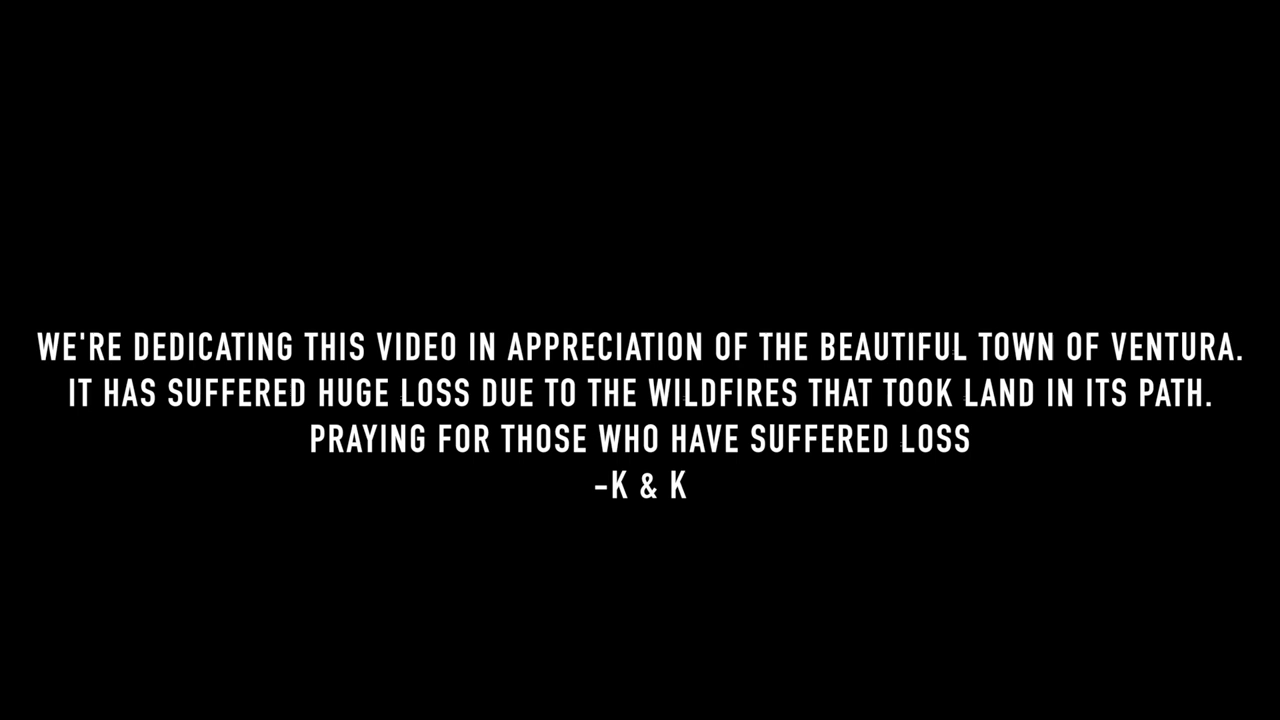 WE'RE DEDICATING THIS VIDEO IN APPRECIATION OF THE BEAUTIFUL TOWN OF VENTURA.
IT HAS SUFFERED HUGE LOSS DUE TO THE WILDFIRES THAT TOOK LAND IN ITS PATH.
PRAYING FOR THOSE WHO HAVE SUFFERED LOSS
-K & K